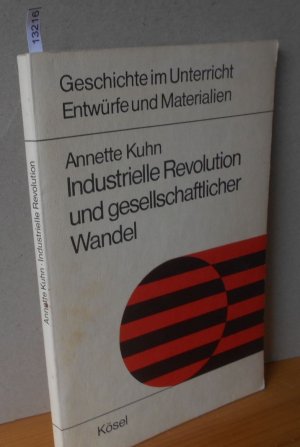 13216
Geschichte im Unterricht
Entwürfe und Materialien
Annette Kuhn
Industrielle Revolution
und gesellschaftlicher
Wandel
Kösel
Annette Kuhn · Industrielle Revolution